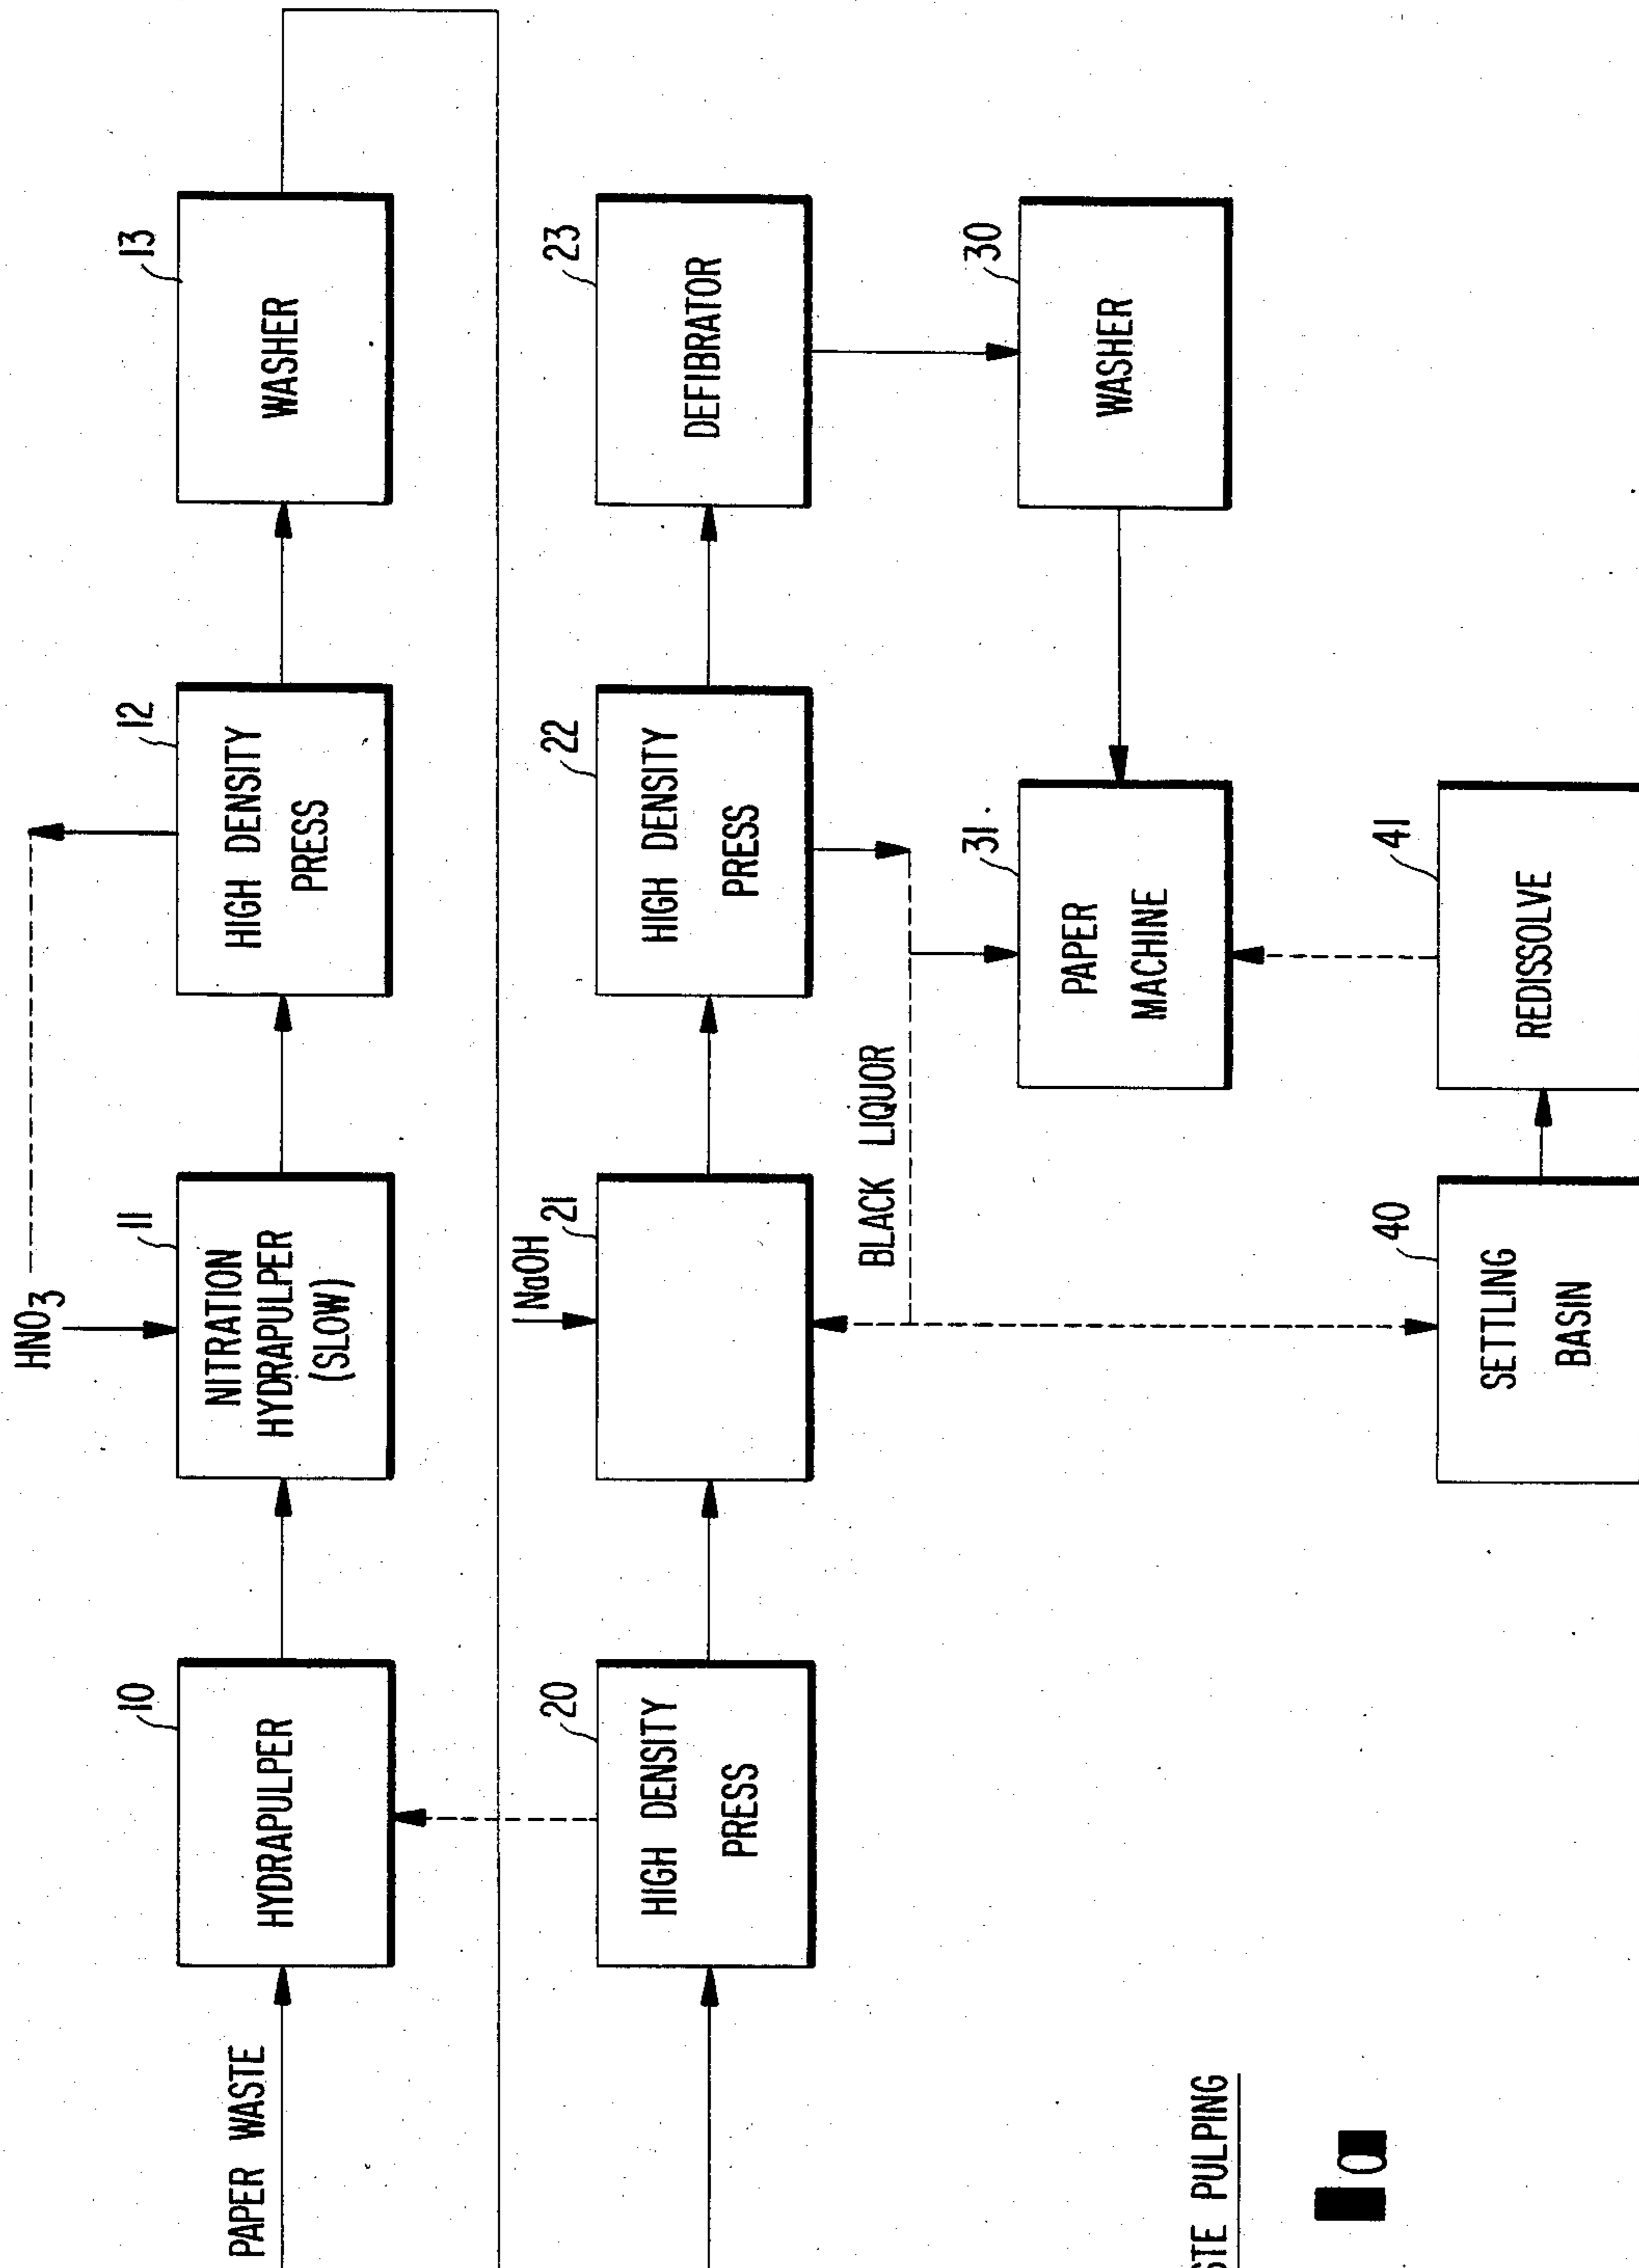 HNO3
10
11
12
13
PAPER WASTE
HYDRAPULPER
NITRATION
HYDRAPULPER
(SLOW)
HIGH DENSITY
PRESS
WASHER
NaOH
20
21
22
23
HIGH DENSITY
PRESS
HIGH DENSITY
PRESS
DEFIBRATOR
BLACK LIQUOR
31
30
PAPER
MACHINE
WASHER
STE PULPING
1a
40
41
SETTLING
BASIN
REDISSOLVE